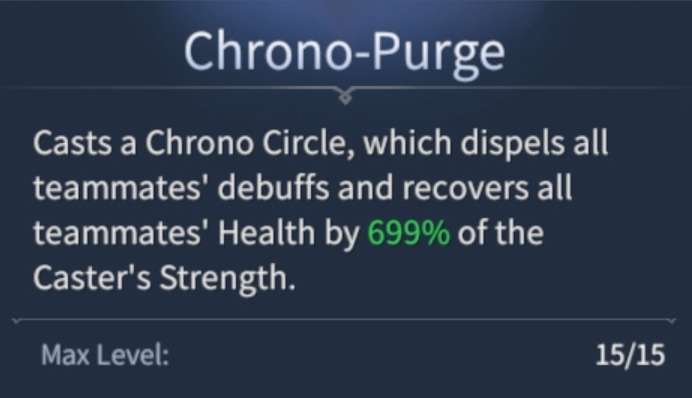 Chrono-Purge
Casts a Chrono Circle, which dispels all
teammates' debuffs and recovers all
teammates' Health by 699% of the
Caster's Strength.
Max Level: 15/15